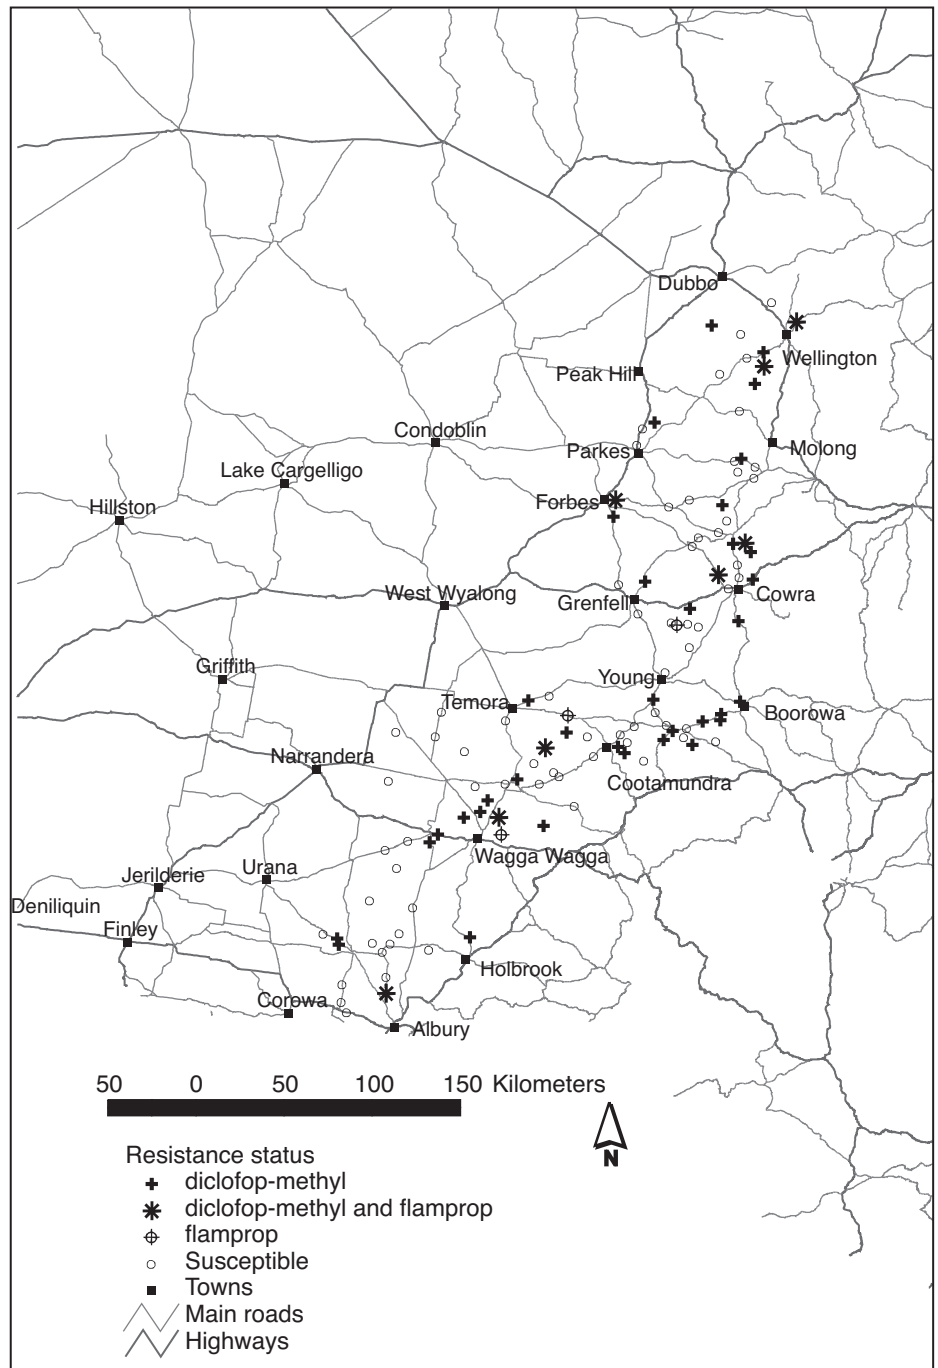 Dubbo
Wellington
Peak Hill
Condoblin
Parkes
Molong
Lake Cargelligo
Hillston
Forbes
West Wyalong
Grenfell
Cowra
Griffith
Young
Temora
Boorowa
Narrandera
Cootamundra
Wagga Wagga
Jerilderie
Urana
Deniliquin
Finley
Holbrook
Corowa
Albury
50 0 50 100 150 Kilometers
N
Resistance status
diclofop-methyl
diclofop-methyl and flamprop
flamprop
Susceptible
Towns
Main roads
Highways